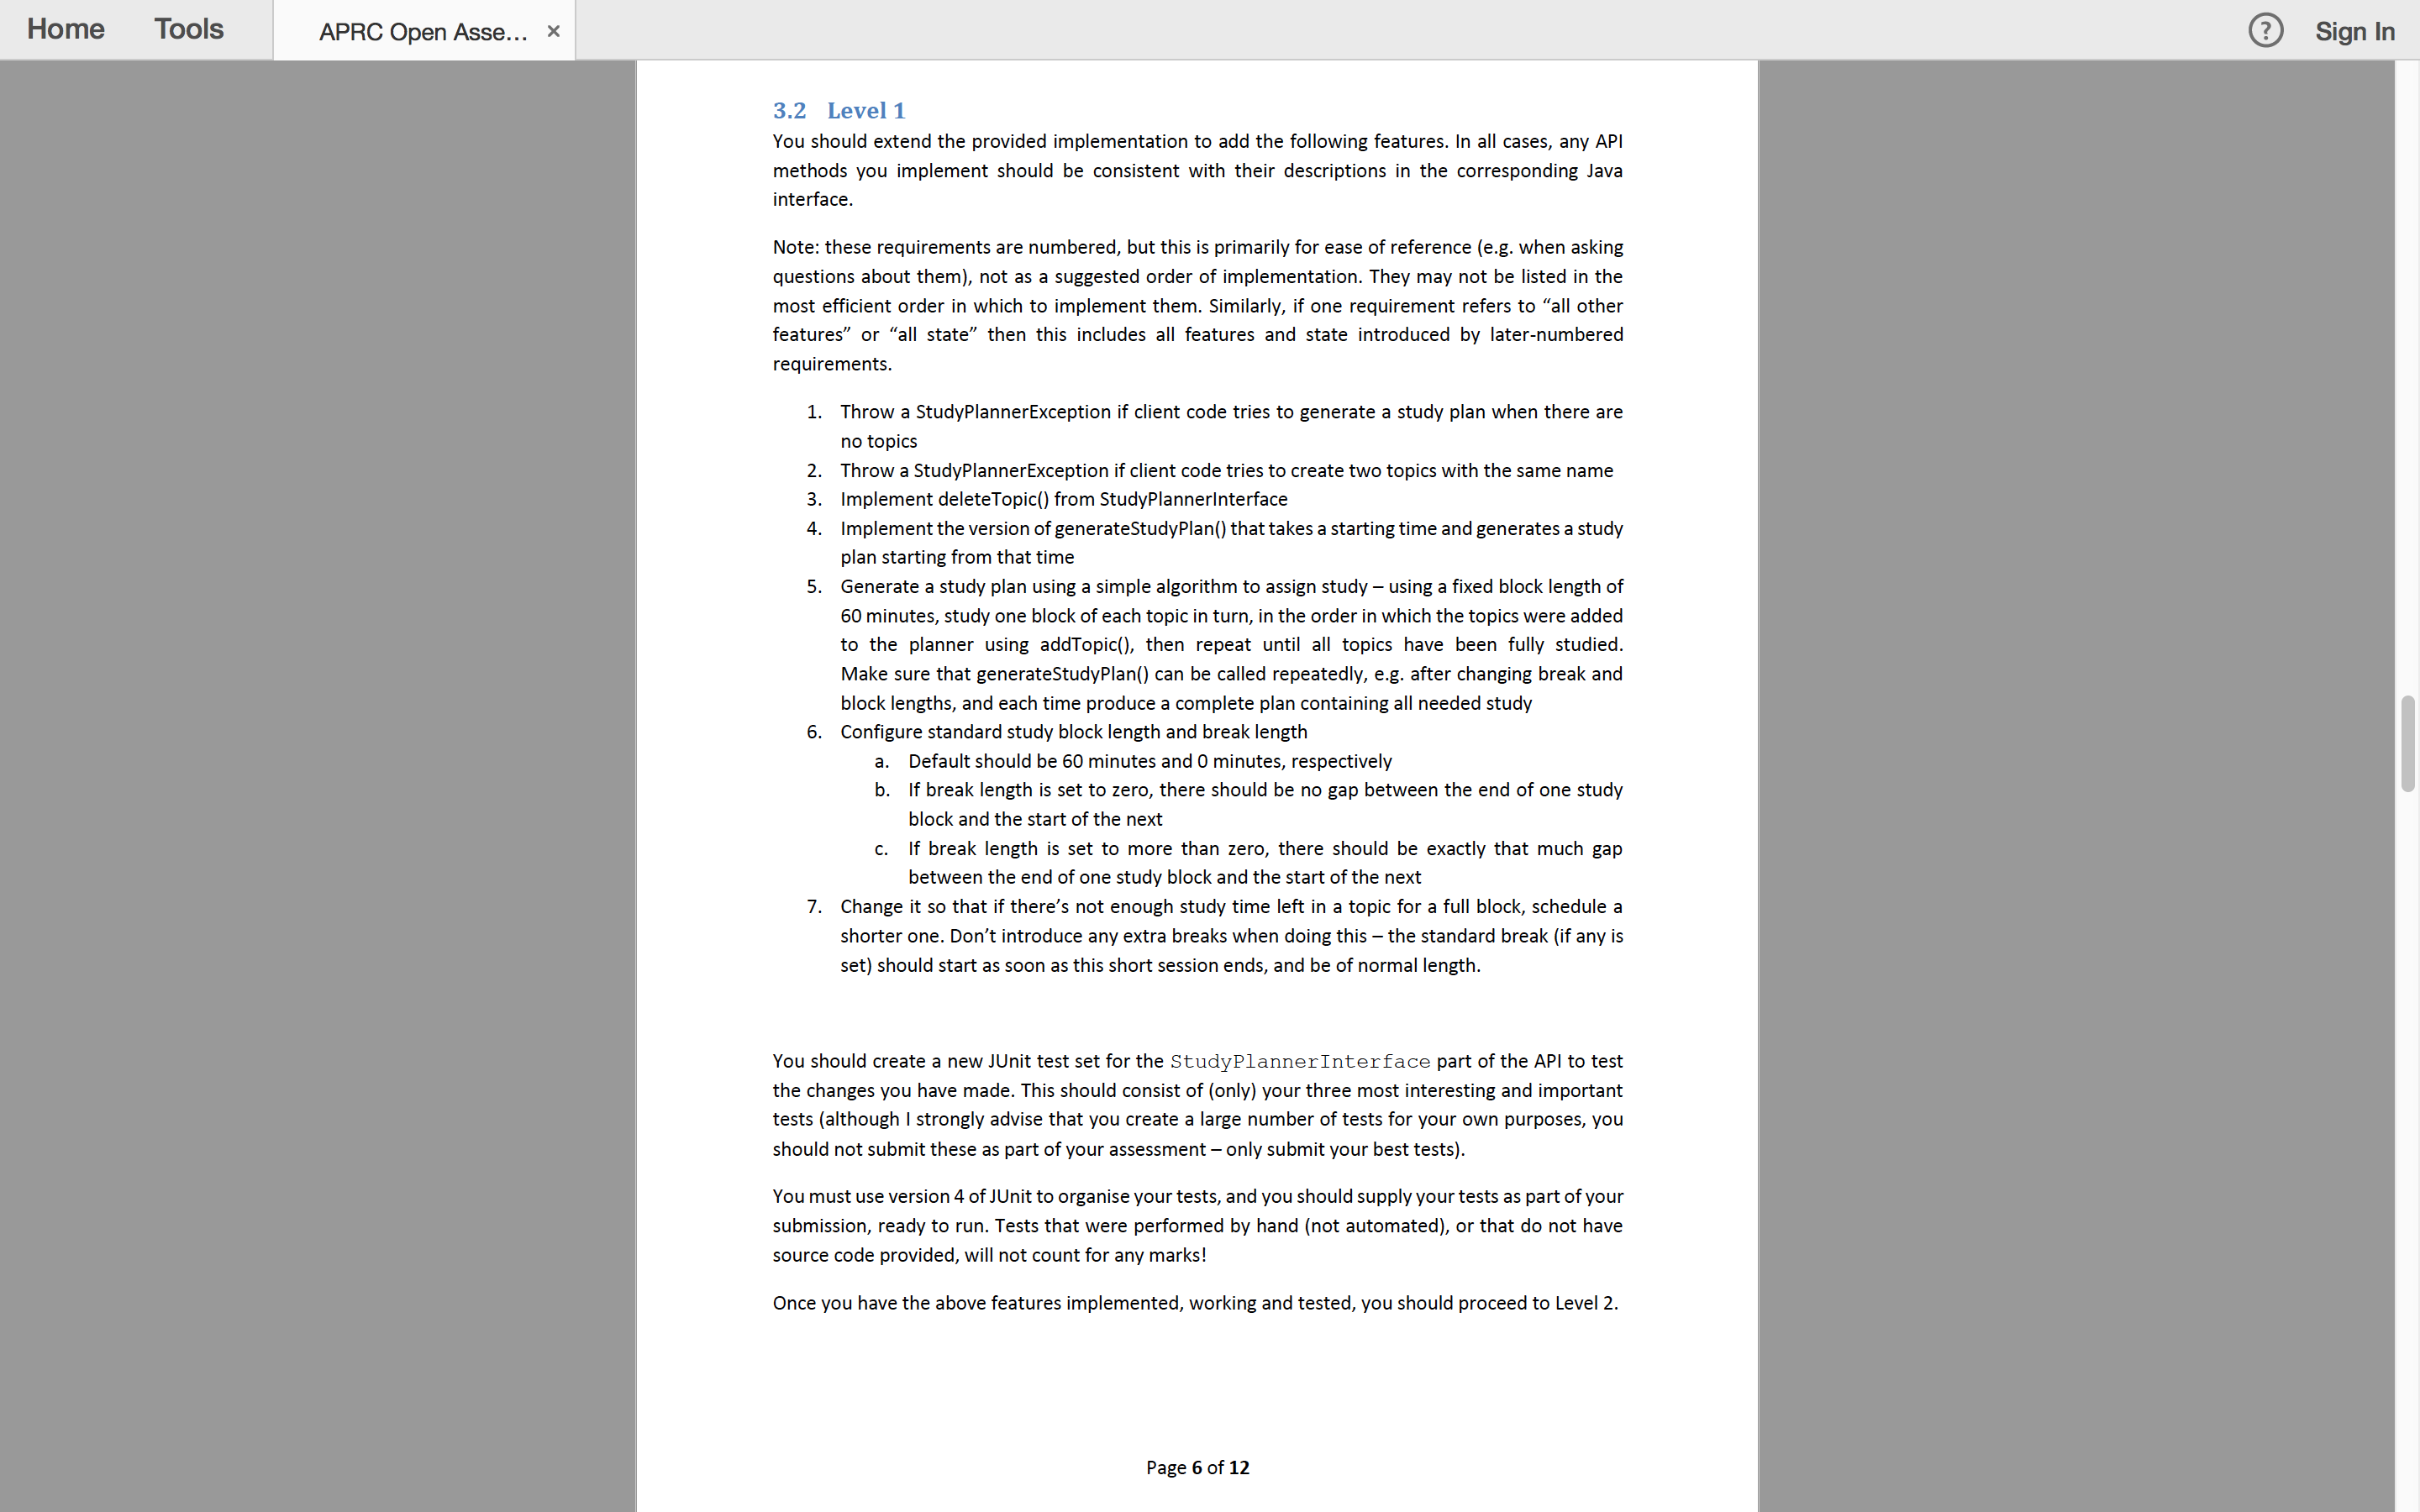 Home Tools APRC Open Asse... × ? Sign In
3.2 Level 1
You should extend the provided implementation to add the following features. In all cases, any API
methods you implement should be consistent with their descriptions in the corresponding Java
interface.
Note: these requirements are numbered, but this is primarily for ease of reference (e.g. when asking
questions about them), not as a suggested order of implementation. They may not be listed in the
most efficient order in which to implement them. Similarly, if one requirement refers to “all other
features” or “all state” then this includes all features and state introduced by later-numbered
requirements.
1. Throw a StudyPlannerException if client code tries to generate a study plan when there are
no topics
2. Throw a StudyPlannerException if client code tries to create two topics with the same name
3. Implement deleteTopic() from StudyPlannerInterface
4. Implement the version of generateStudyPlan() that takes a starting time and generates a study
plan starting from that time
5. Generate a study plan using a simple algorithm to assign study – using a fixed block length of
60 minutes, study one block of each topic in turn, in the order in which the topics were added
to the planner using addTopic(), then repeat until all topics have been fully studied.
Make sure that generateStudyPlan() can be called repeatedly, e.g. after changing break and
block lengths, and each time produce a complete plan containing all needed study
6. Configure standard study block length and break length
a. Default should be 60 minutes and 0 minutes, respectively
b. If break length is set to zero, there should be no gap between the end of one study
block and the start of the next
c. If break length is set to more than zero, there should be exactly that much gap
between the end of one study block and the start of the next
7. Change it so that if there’s not enough study time left in a topic for a full block, schedule a
shorter one. Don’t introduce any extra breaks when doing this – the standard break (if any is
set) should start as soon as this short session ends, and be of normal length.
You should create a new JUnit test set for the StudyPlannerInterface part of the API to test
the changes you have made. This should consist of (only) your three most interesting and important
tests (although I strongly advise that you create a large number of tests for your own purposes, you
should not submit these as part of your assessment – only submit your best tests).
You must use version 4 of JUnit to organise your tests, and you should supply your tests as part of your
submission, ready to run. Tests that were performed by hand (not automated), or that do not have
source code provided, will not count for any marks!
Once you have the above features implemented, working and tested, you should proceed to Level 2.
Page 6 of 12